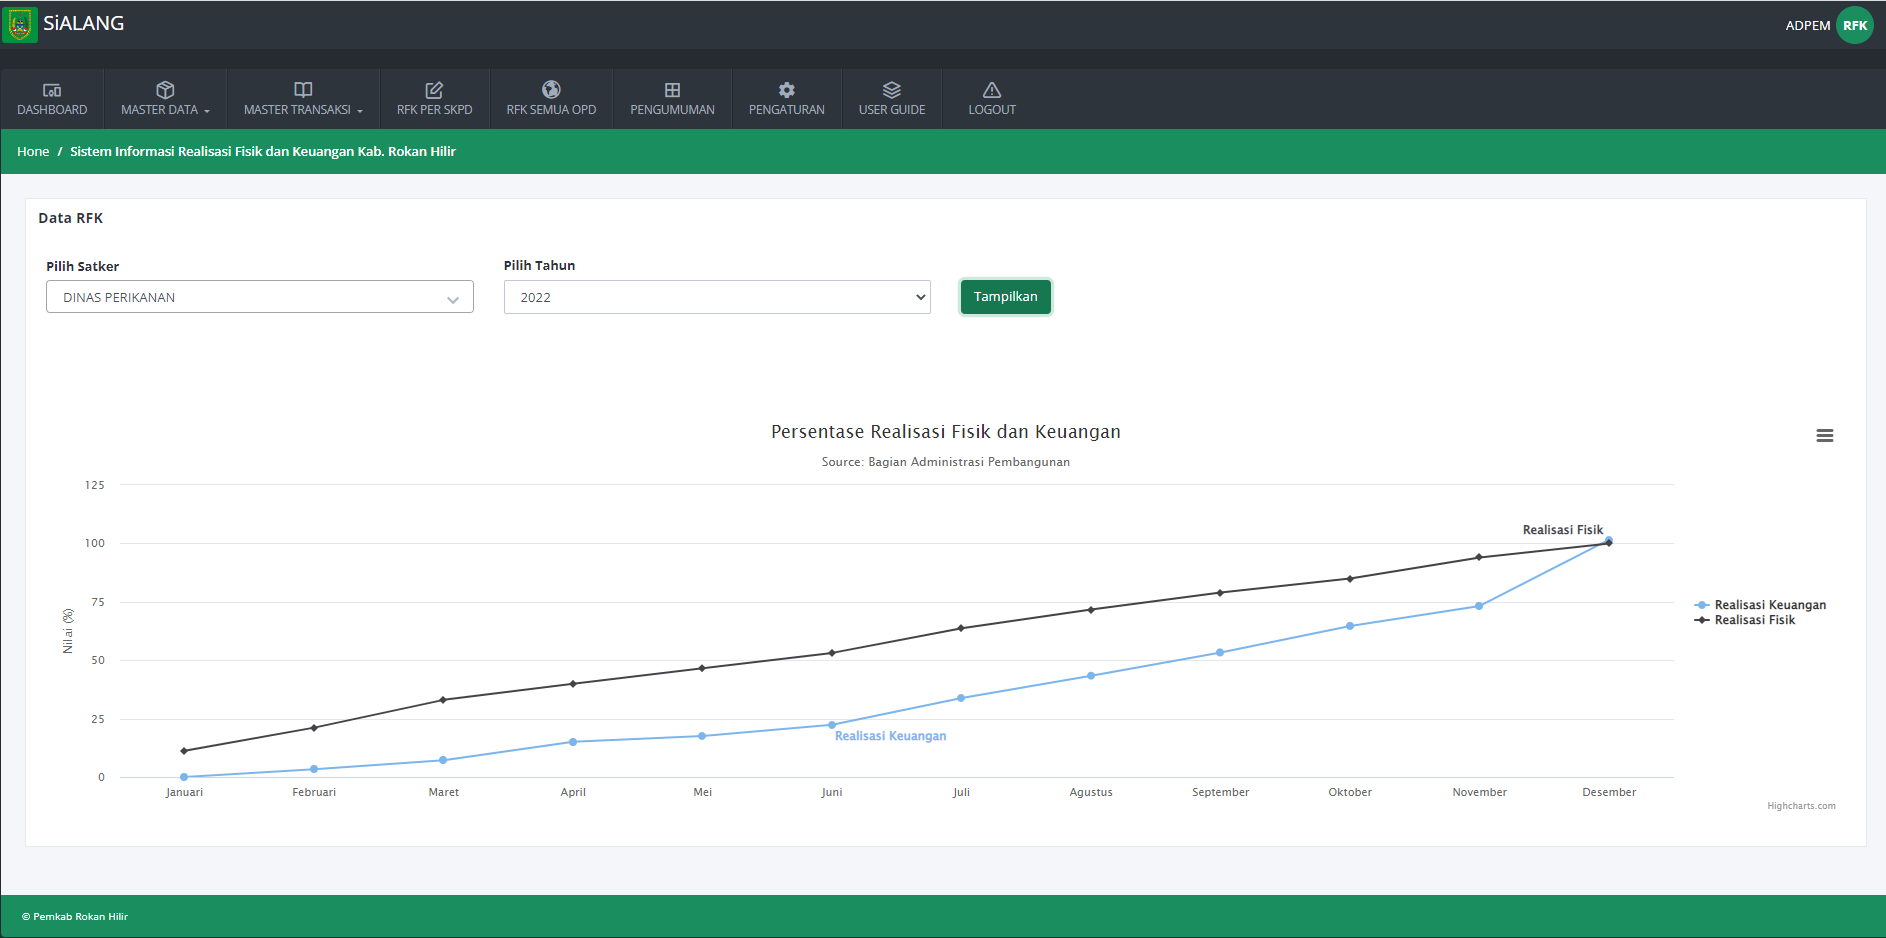 SiALANG
ADPEM RFK
DASHBOARD
MASTER DATA
MASTER TRANSAKSI
RFK PER SKPD
RFK SEMUA OPD
PENGUMUMAN
PENGATURAN
USER GUIDE
LOGOUT
Home / Sistem Informasi Realisasi Fisik dan Keuangan Kab. Rokan Hilir
Data RFK
Pilih Satker
DINAS PERIKANAN
Pilih Tahun
2022
Tampilkan
Persentase Realisasi Fisik dan Keuangan
Source: Bagian Administrasi Pembangunan
Nilai (%)
125
100
75
50
25
0
Realisasi Fisik
Realisasi Keuangan
Januari
Februari
Maret
April
Mei
Juni
Juli
Agustus
September
Oktober
November
Desember
Realisasi Keuangan
Realisasi Fisik
Highcharts.com
© Pemkab Rokan Hilir